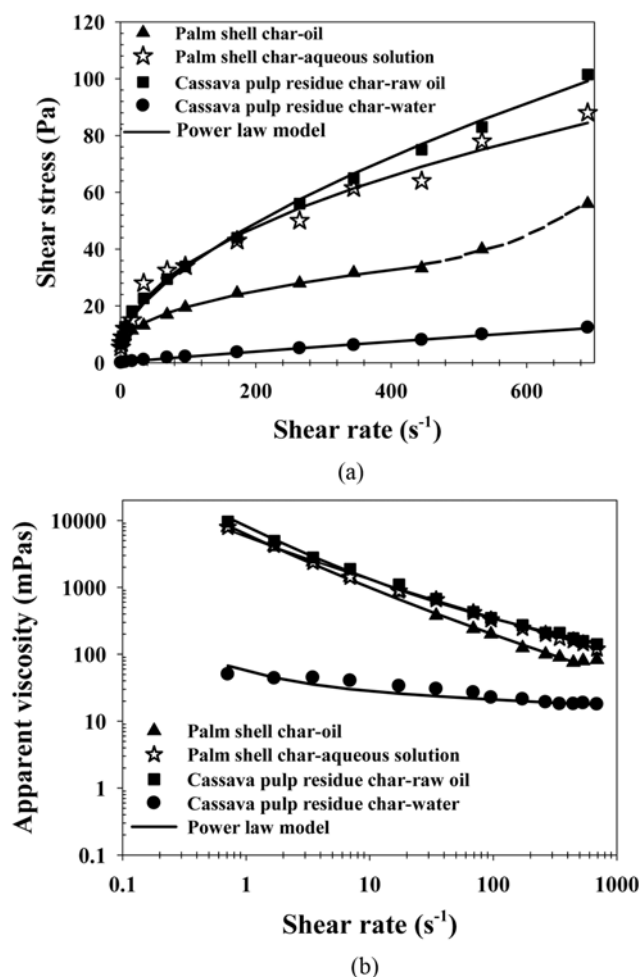 Palm shell char-oil
Palm shell char-aqueous solution
Cassava pulp residue char-raw oil
Cassava pulp residue char-water
Power law model
Shear stress (Pa)
120
100
80
60
40
20
0
0
200
400
600
Shear rate (s⁻¹)
(a)
Apparent viscosity (mPas)
10000
1000
100
10
1
0.1
Palm shell char-oil
Palm shell char-aqueous solution
Cassava pulp residue char-raw oil
Cassava pulp residue char-water
Power law model
0.1
1
10
100
1000
Shear rate (s⁻¹)
(b)